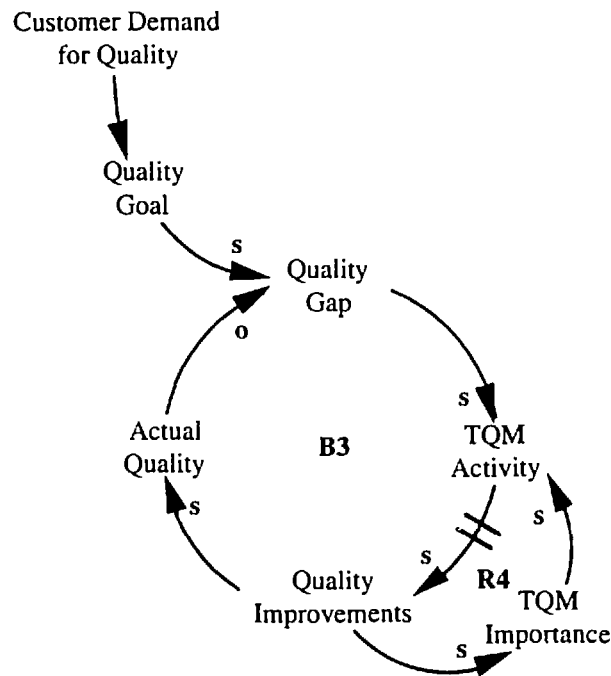 Customer Demand
for Quality
Quality
Goal
s
Quality
Gap
o
s
Actual
Quality
B3
TQM
Activity
s
s
s
R4
Quality
Improvements
TQM
Importance
s